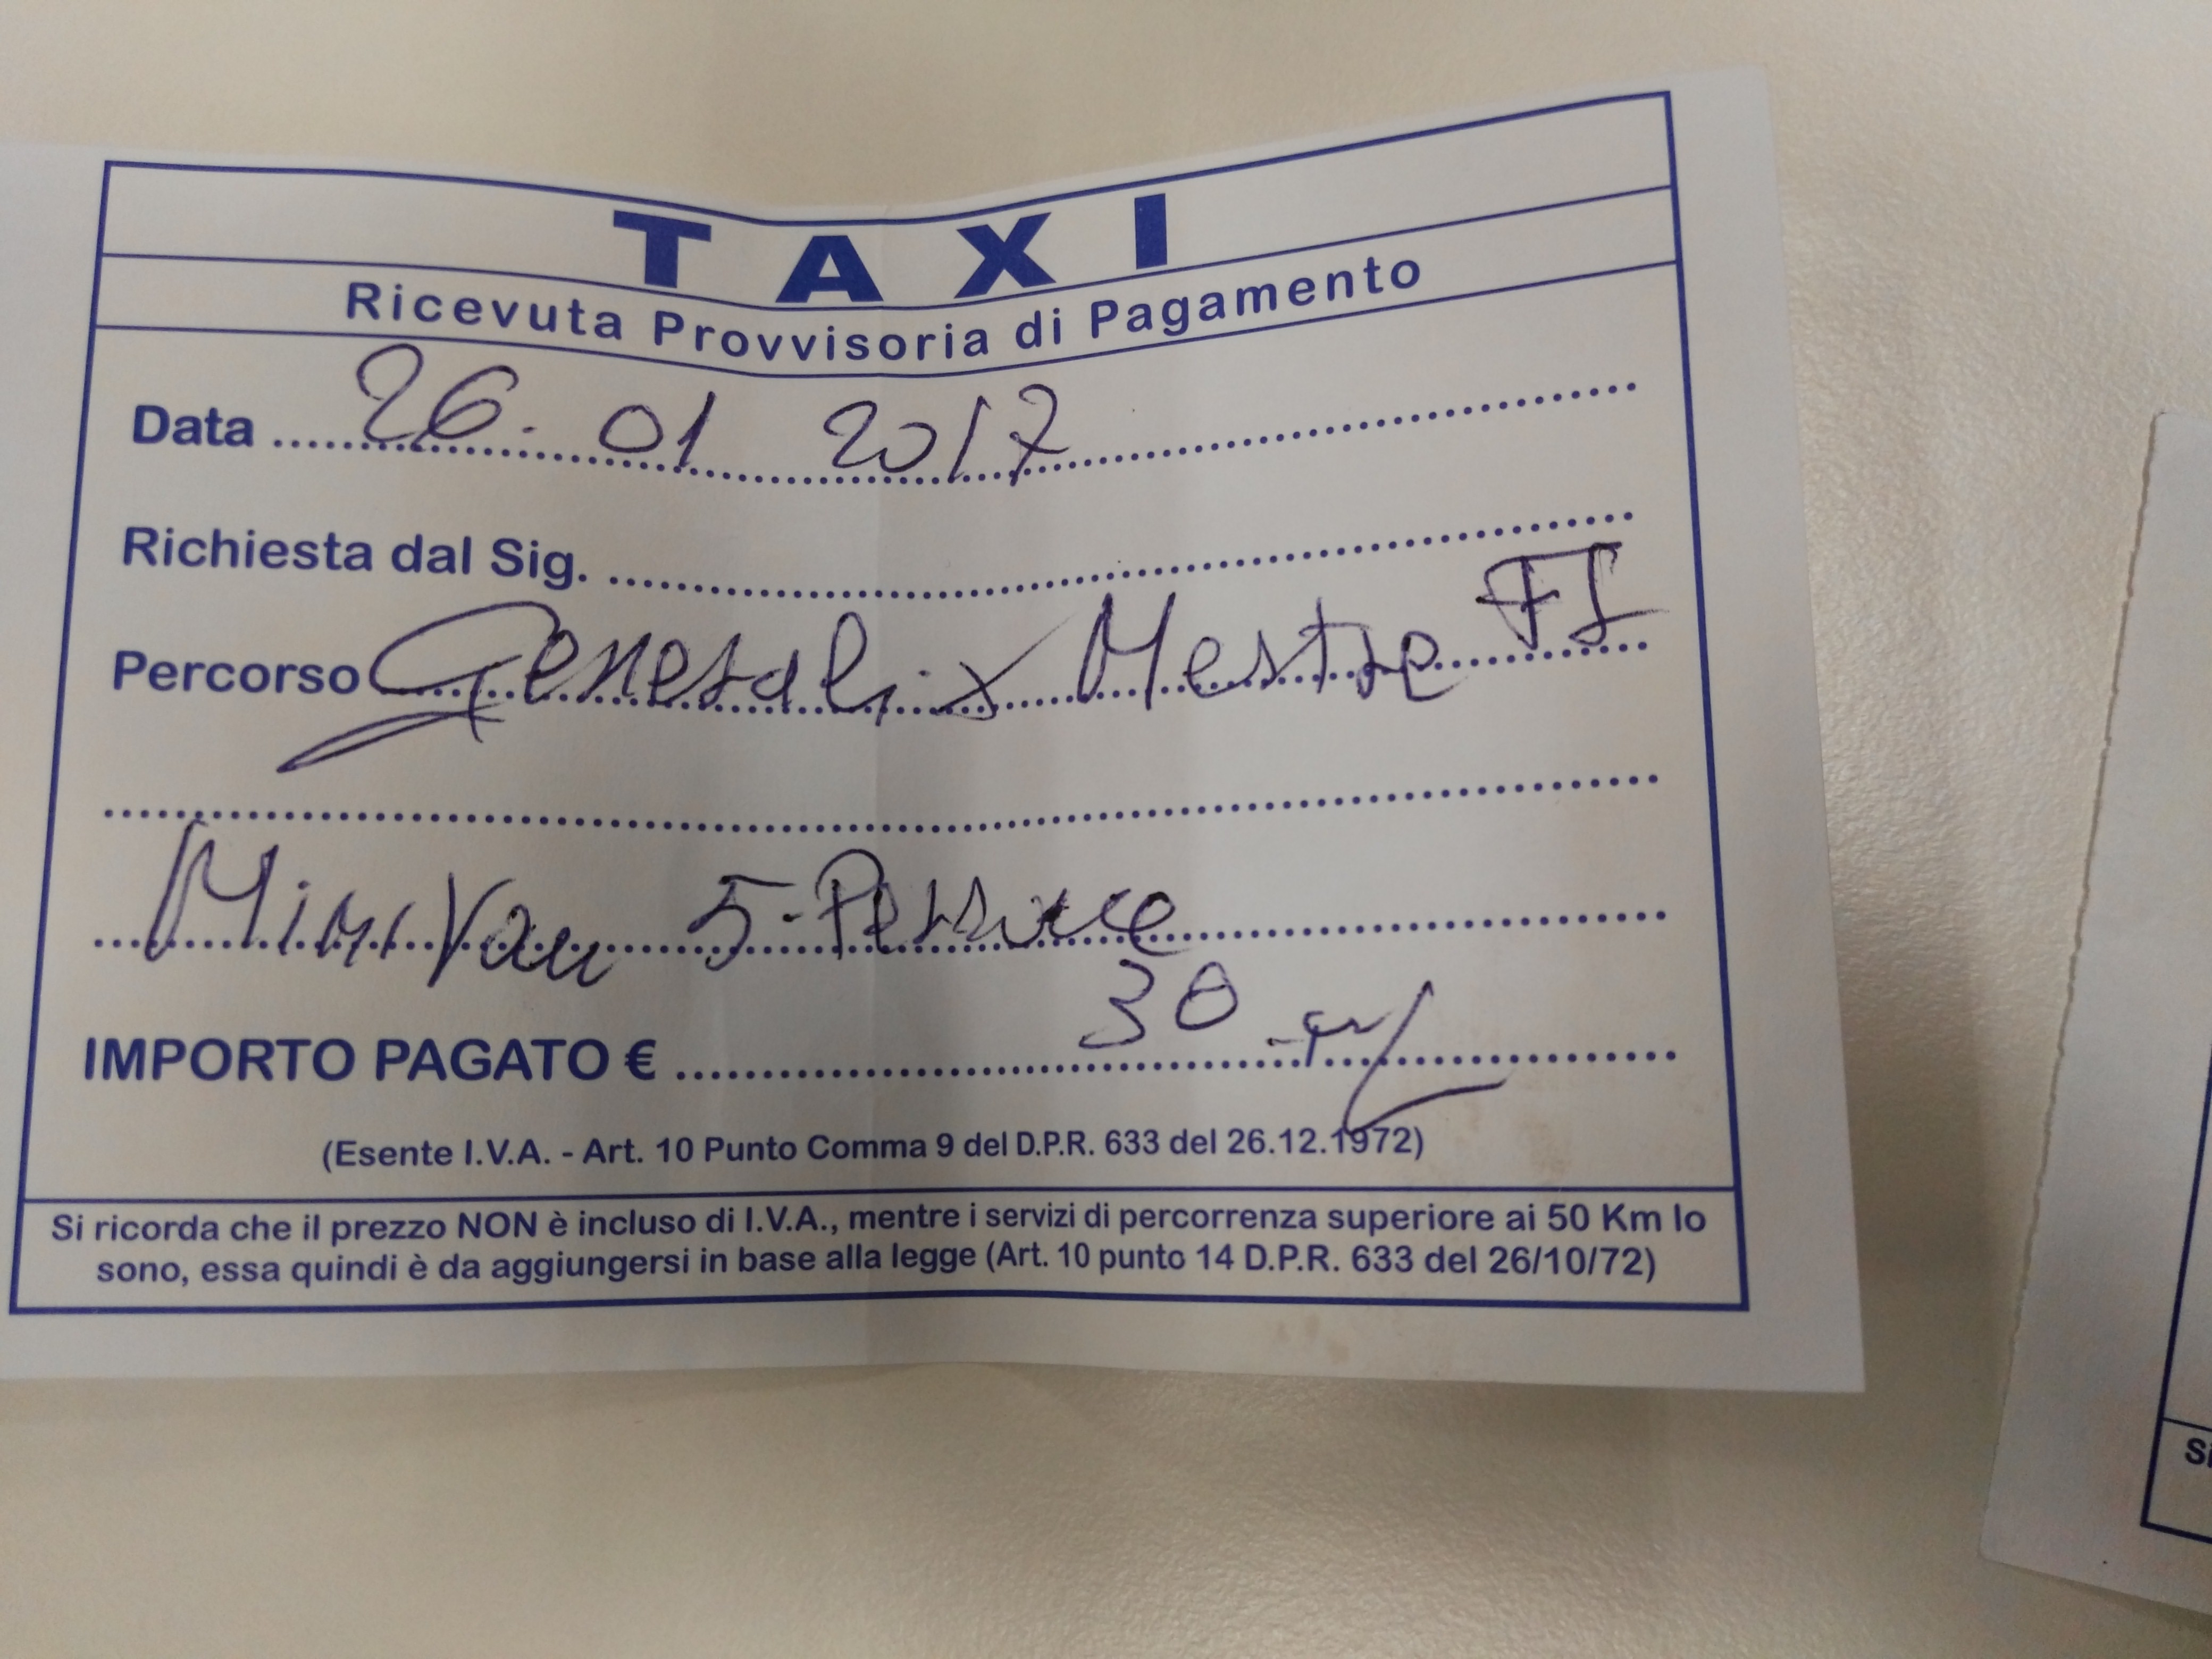 TAXI
Ricevuta Provvisoria di Pagamento
Data 26. 01 2017
Richiesta dal Sig.
Percorso Generali x Mestre FS
Minivan 5 Persone
IMPORTO PAGATO € 30
(Esente I.V.A. - Art. 10 Punto Comma 9 del D.P.R. 633 del 26.12.1972)
Si ricorda che il prezzo NON è incluso di I.V.A., mentre i servizi di percorrenza superiore ai 50 Km lo
sono, essa quindi è da aggiungersi in base alla legge (Art. 10 punto 14 D.P.R. 633 del 26/10/72)
Si